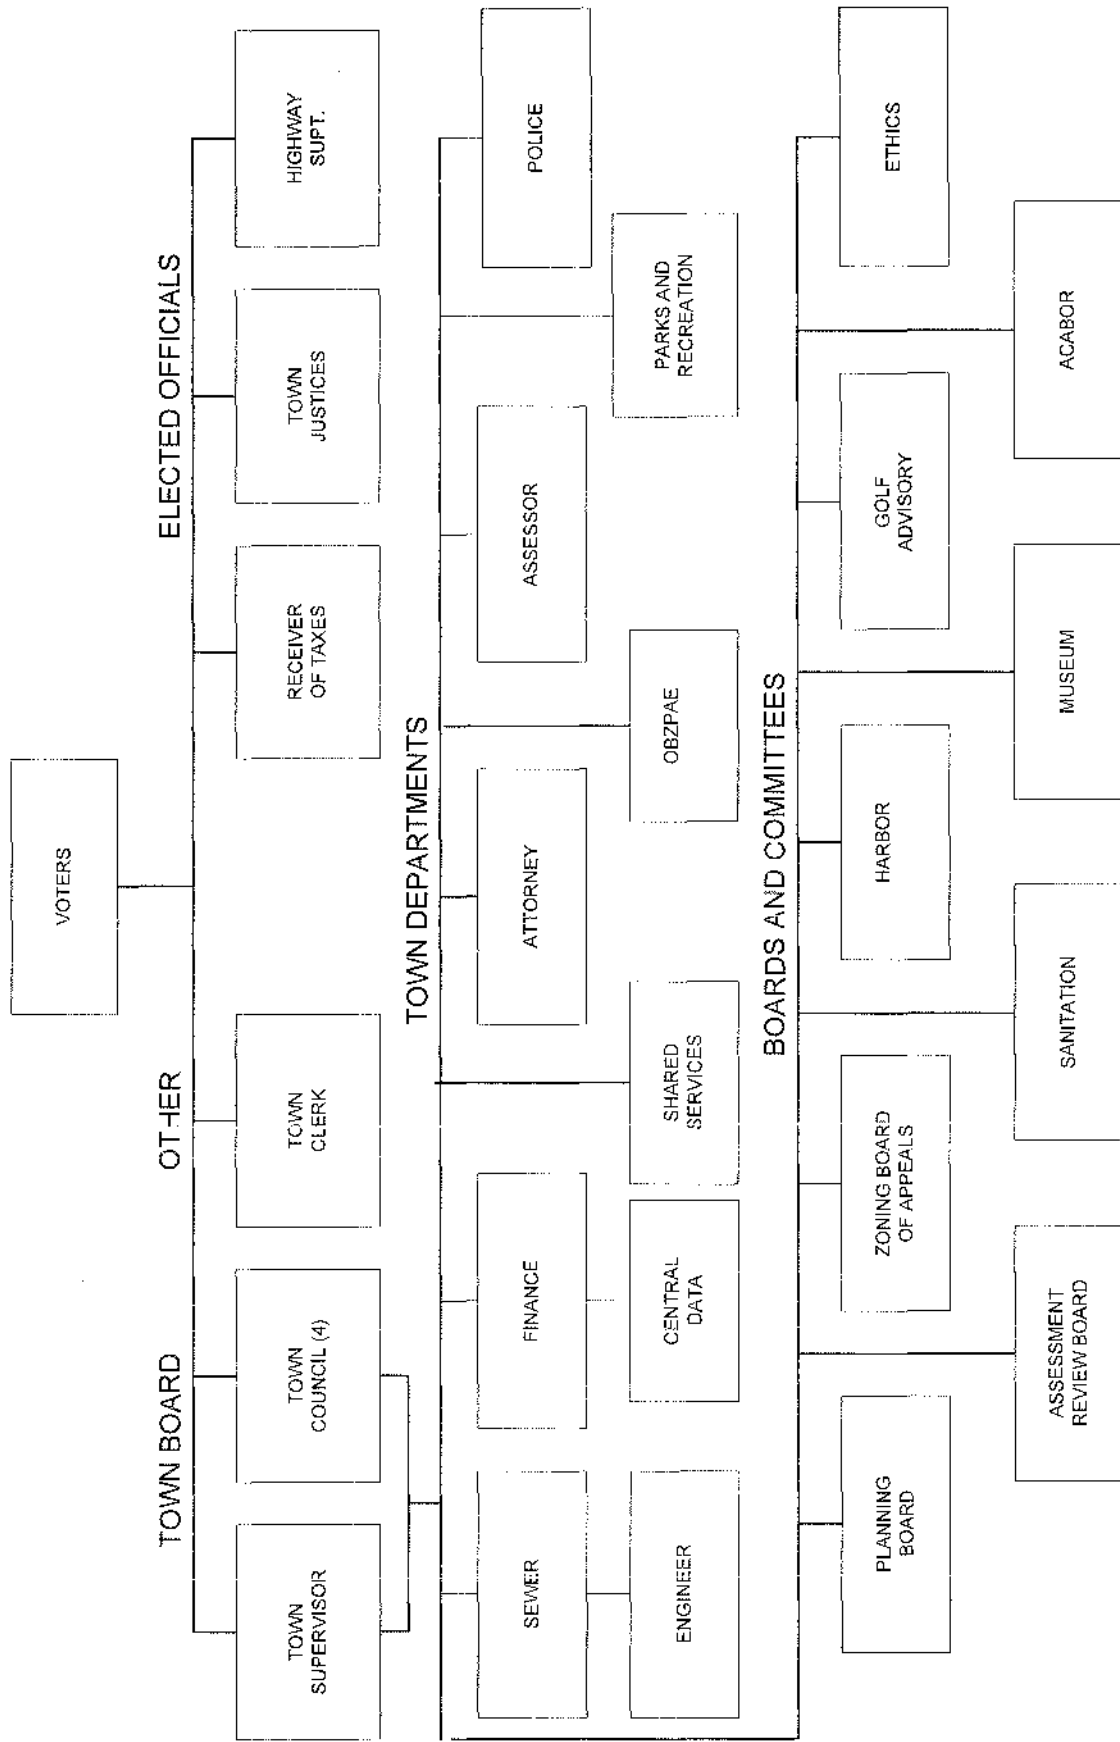 VOTERS
TOWN BOARD
OTHER
ELECTED OFFICIALS
TOWN
SUPERVISOR
TOWN
COUNCIL (4)
TOWN
CLERK
RECEIVER
OF TAXES
TOWN
JUSTICES
HIGHWAY
SUPT.
TOWN DEPARTMENTS
SEWER
FINANCE
ATTORNEY
ASSESSOR
POLICE
ENGINEER
CENTRAL
DATA
SHARED
SERVICES
OBZPAE
PARKS AND
RECREATION
BOARDS AND COMMITTEES
PLANNING
BOARD
ZONING BOARD
OF APPEALS
HARBOR
GOLF
ADVISORY
ETHICS
ASSESSMENT
REVIEW BOARD
SANITATION
MUSEUM
ACABOR